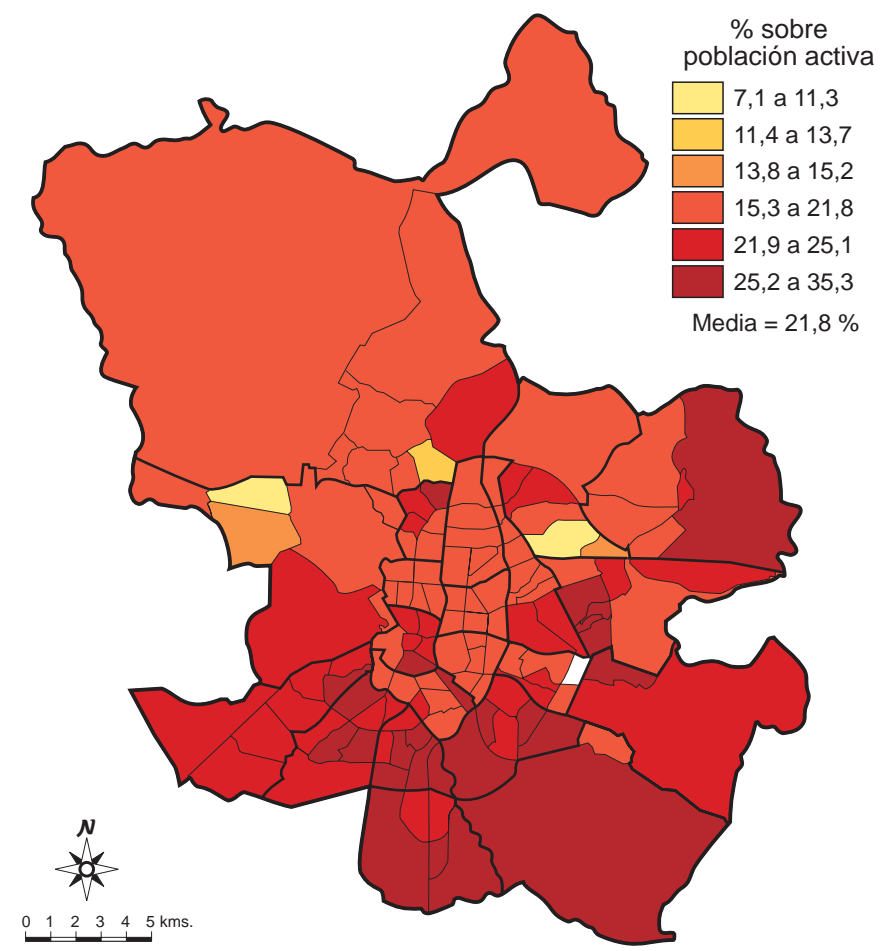 % sobre
población activa
7,1 a 11,3
11,4 a 13,7
13,8 a 15,2
15,3 a 21,8
21,9 a 25,1
25,2 a 35,3
Media = 21,8 %
N
0 1 2 3 4 5 kms.